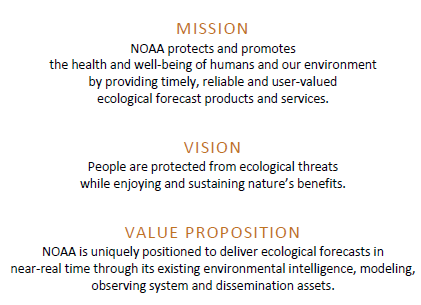 MISSION
NOAA protects and promotes
the health and well-being of humans and our environment
by providing timely, reliable and user-valued
ecological forecast products and services.
VISION
People are protected from ecological threats
while enjoying and sustaining nature's benefits.
VALUE PROPOSITION
NOAA is uniquely positioned to deliver ecological forecasts in
near-real time through its existing environmental intelligence, modeling,
observing system and dissemination assets.